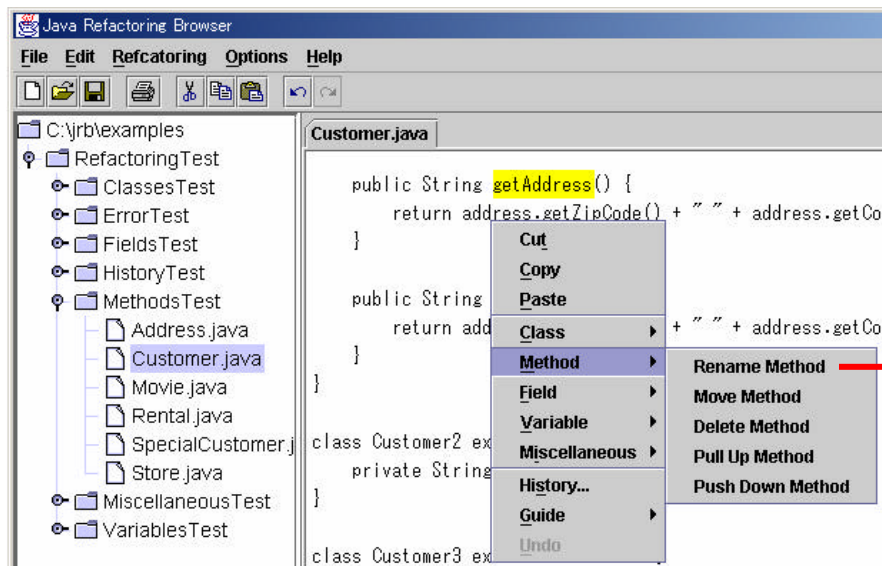 Java Refactoring Browser
File Edit Refcatoring Options Help
C:\jrb\examples
RefactoringTest
ClassesTest
ErrorTest
FieldsTest
HistoryTest
MethodsTest
Address.java
Customer.java
Movie.java
Rental.java
SpecialCustomer.j
Store.java
MiscellaneousTest
VariablesTest
Customer.java
public String getAddress() {
return address.getZipCode() + " " + address.getCo
}
public String
return add + " " + address.getCo
}
}
class Customer2 ex
private String
}
class Customer3 ex
Cut
Copy
Paste
Class
Method
Field
Variable
Miscellaneous
History...
Guide
Undo
Rename Method
Move Method
Delete Method
Pull Up Method
Push Down Method